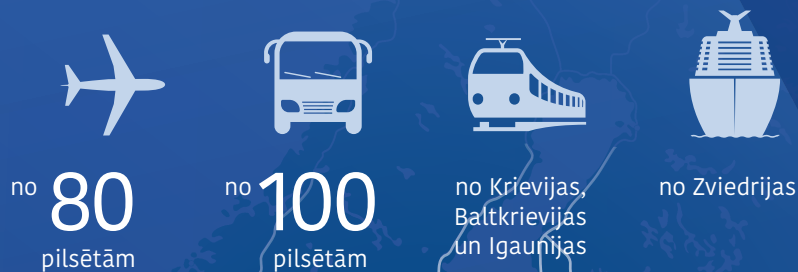 no 80
pilsētām
no 100
pilsētām
no Krievijas,
Baltkrievijas
un Igaunijas
no Zviedrijas